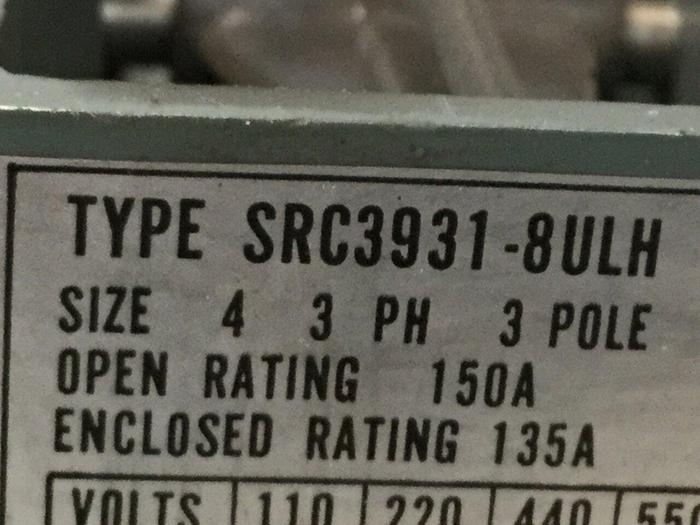 TYPE SRC3931-8ULH
SIZE 4 3 PH 3 POLE
OPEN RATING 150A
ENCLOSED RATING 135A
VOLTS 110 220 440